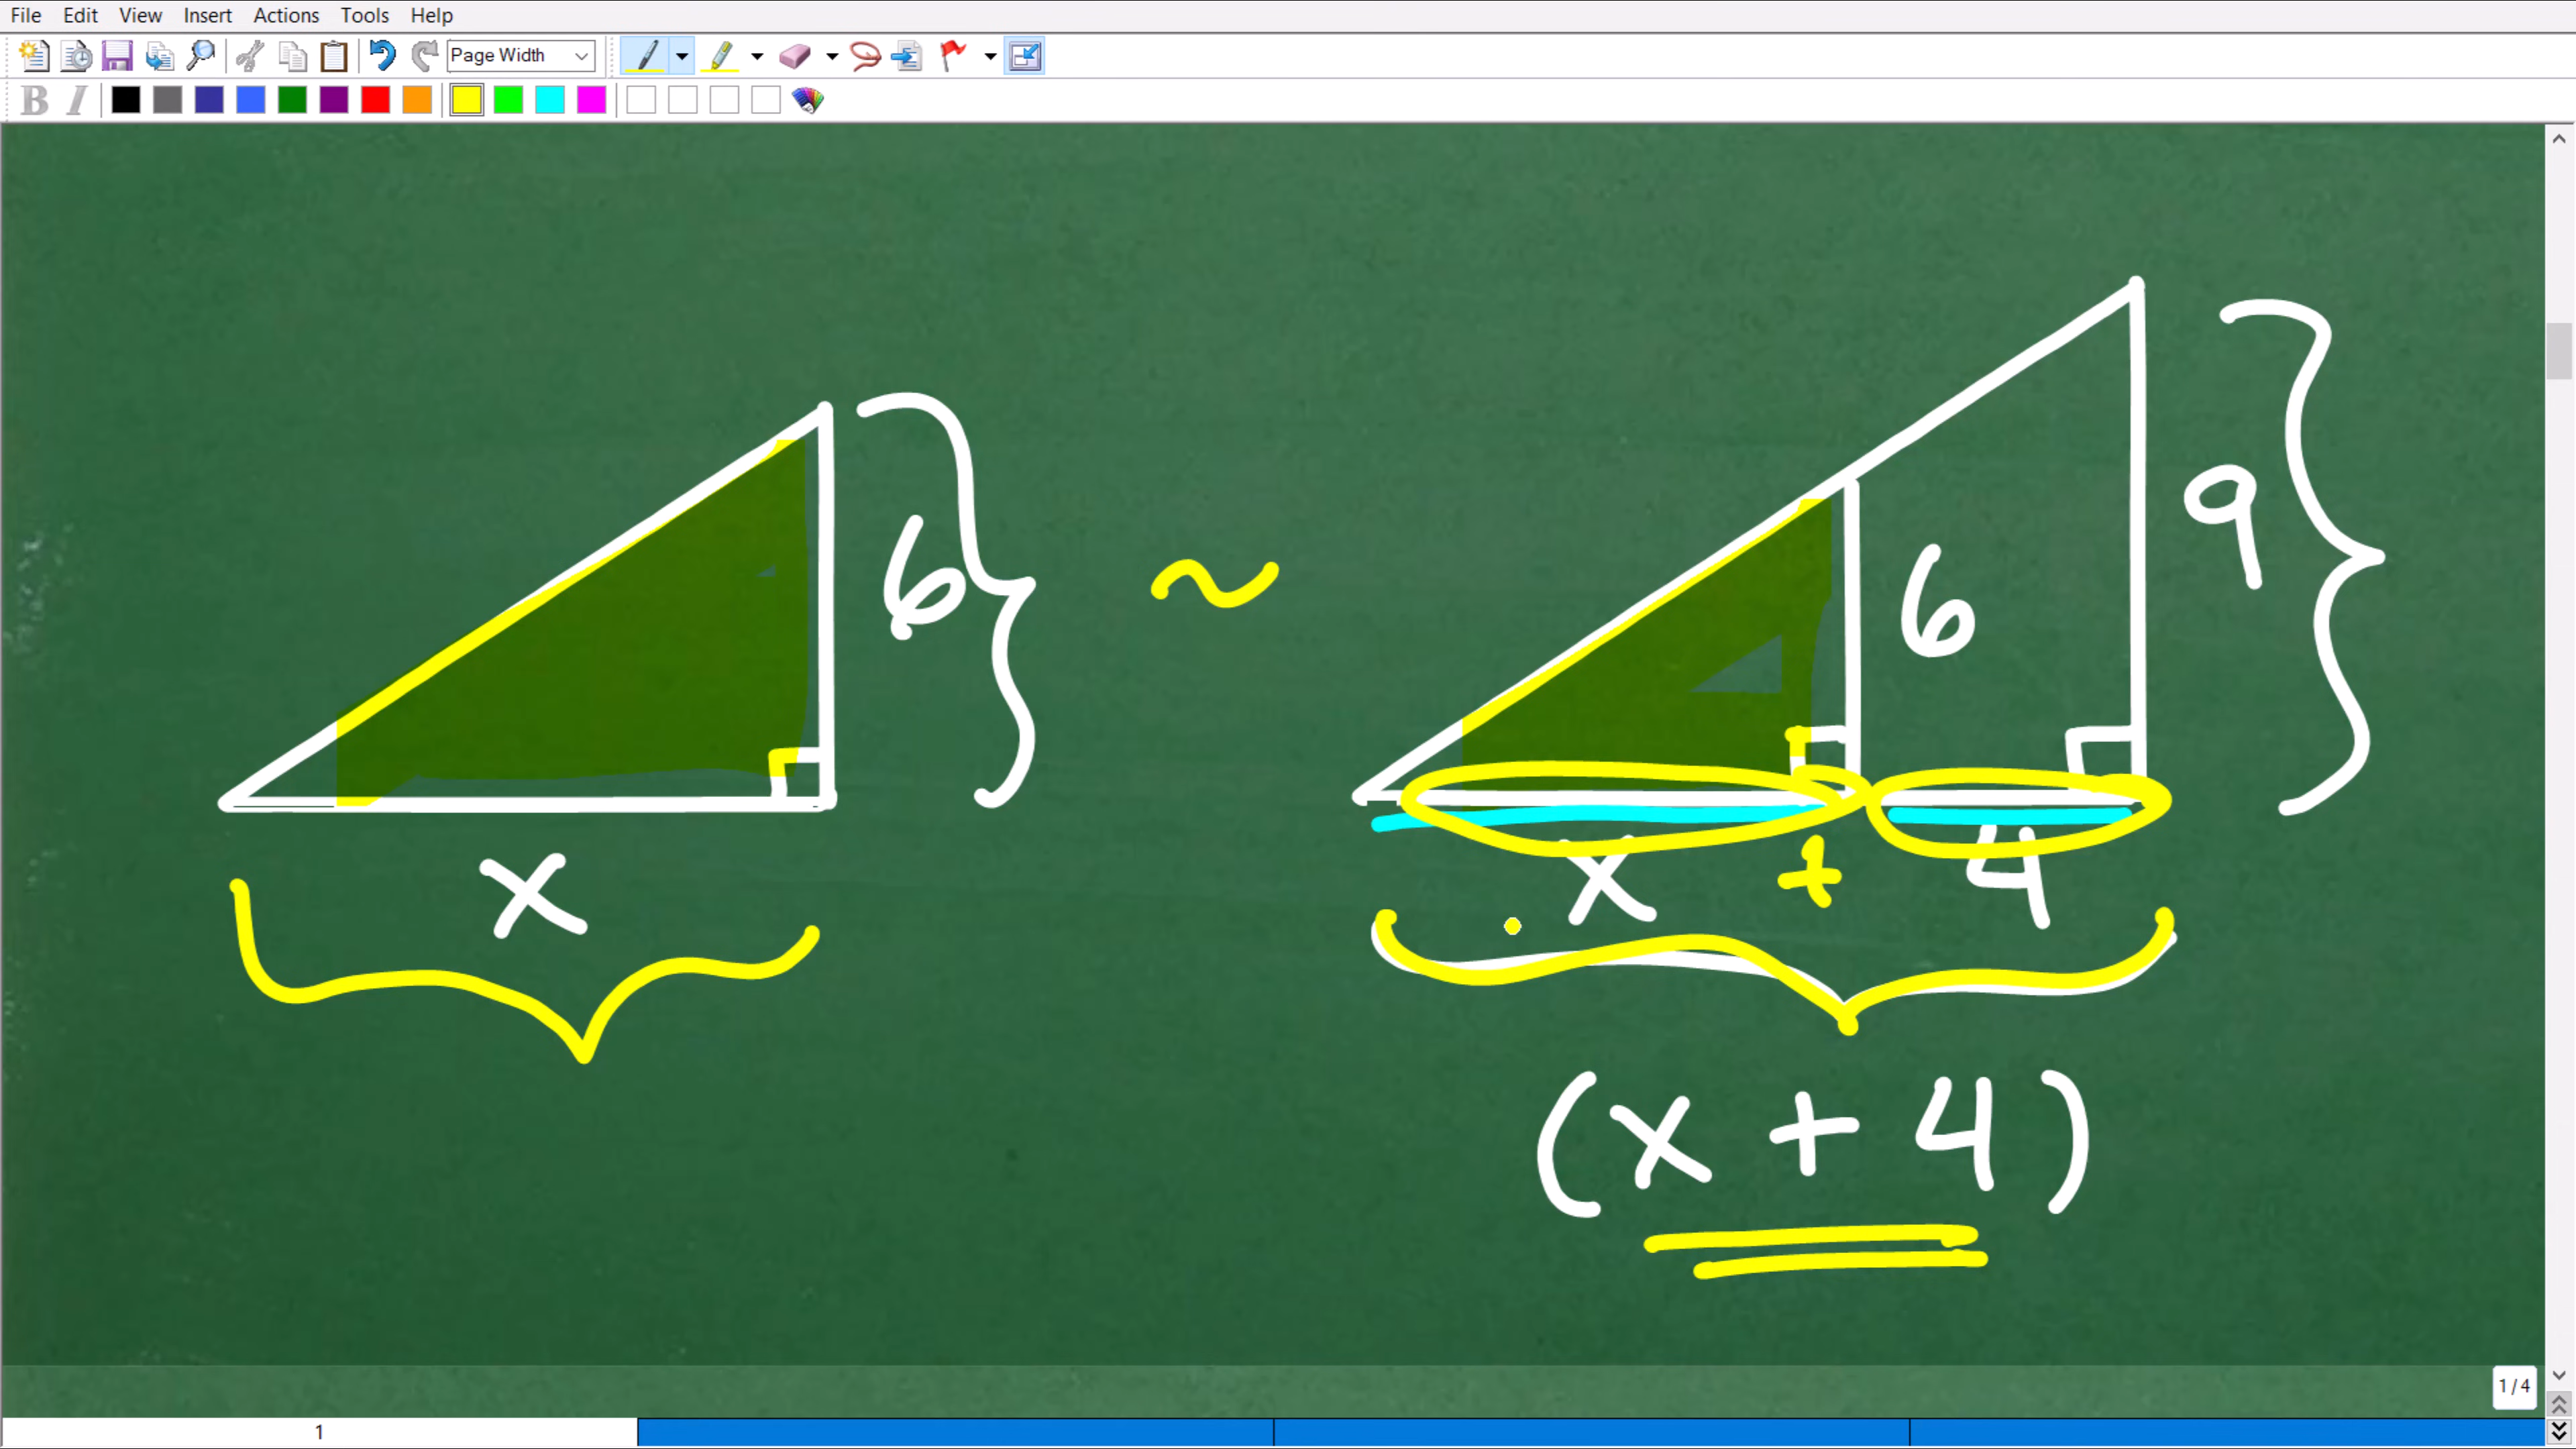 File Edit View Insert Actions Tools Help
Page Width
B I
9
6 ~ 6
x x + 4
(x + 4)
1 / 4
1